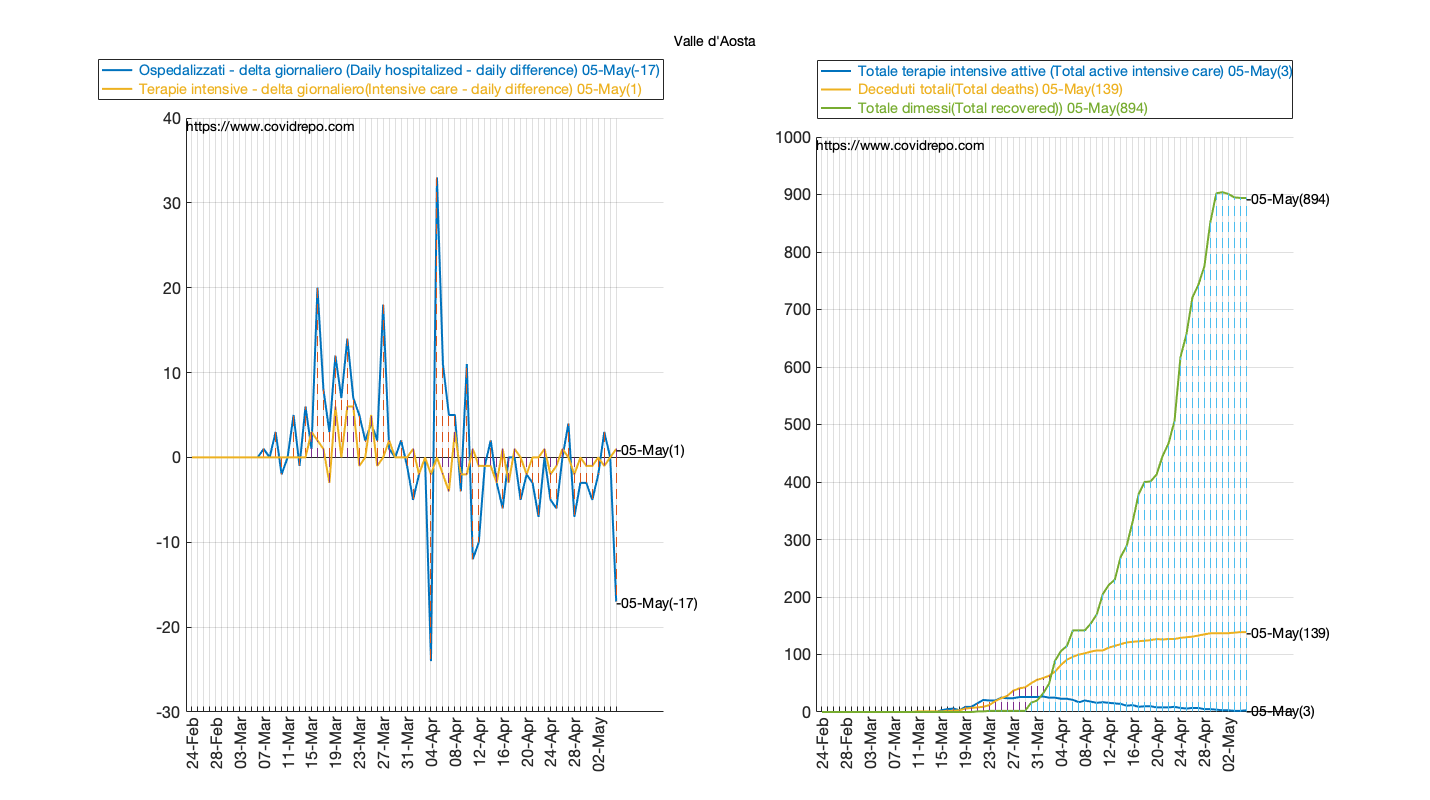 Valle d'Aosta
Ospedalizzati - delta giornaliero (Daily hospitalized - daily difference) 05-May(-17)
Terapie intensive - delta giornaliero(Intensive care - daily difference) 05-May(1)
https://www.covidrepo.com
40
30
20
10
0
-10
-20
-30
-05-May(1)
-05-May(-17)
24-Feb
28-Feb
03-Mar
07-Mar
11-Mar
15-Mar
19-Mar
23-Mar
27-Mar
31-Mar
04-Apr
08-Apr
12-Apr
16-Apr
20-Apr
24-Apr
28-Apr
02-May
Totale terapie intensive attive (Total active intensive care) 05-May(3)
Deceduti totali(Total deaths) 05-May(139)
Totale dimessi(Total recovered)) 05-May(894)
https://www.covidrepo.com
1000
900
800
700
600
500
400
300
200
100
0
-05-May(894)
-05-May(139)
-05-May(3)
24-Feb
28-Feb
03-Mar
07-Mar
11-Mar
15-Mar
19-Mar
23-Mar
27-Mar
31-Mar
04-Apr
08-Apr
12-Apr
16-Apr
20-Apr
24-Apr
28-Apr
02-May